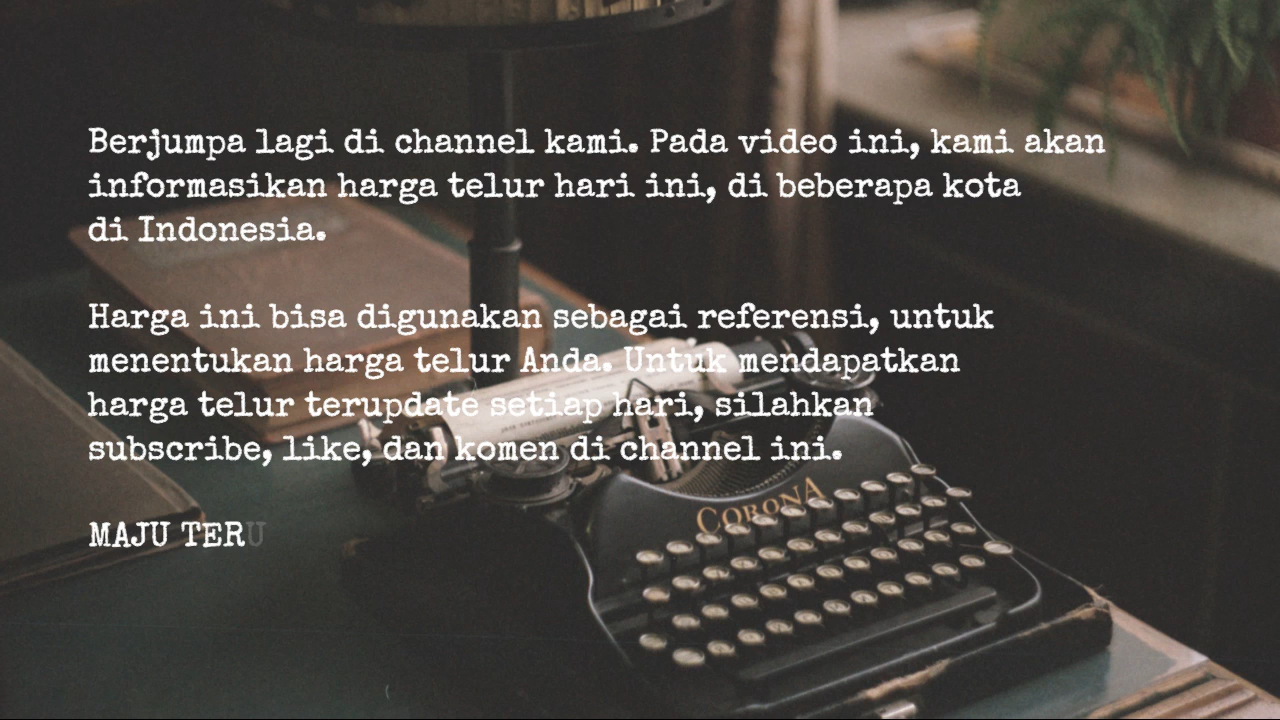 Berjumpa lagi di channel kami. Pada video ini, kami akan
informasikan harga telur hari ini, di beberapa kota
di Indonesia.
Harga ini bisa digunakan sebagai referensi, untuk
menentukan harga telur Anda. Untuk mendapatkan
harga telur terupdate setiap hari, silahkan
subscribe, like, dan komen di channel ini.
MAJU TERU
CORONA